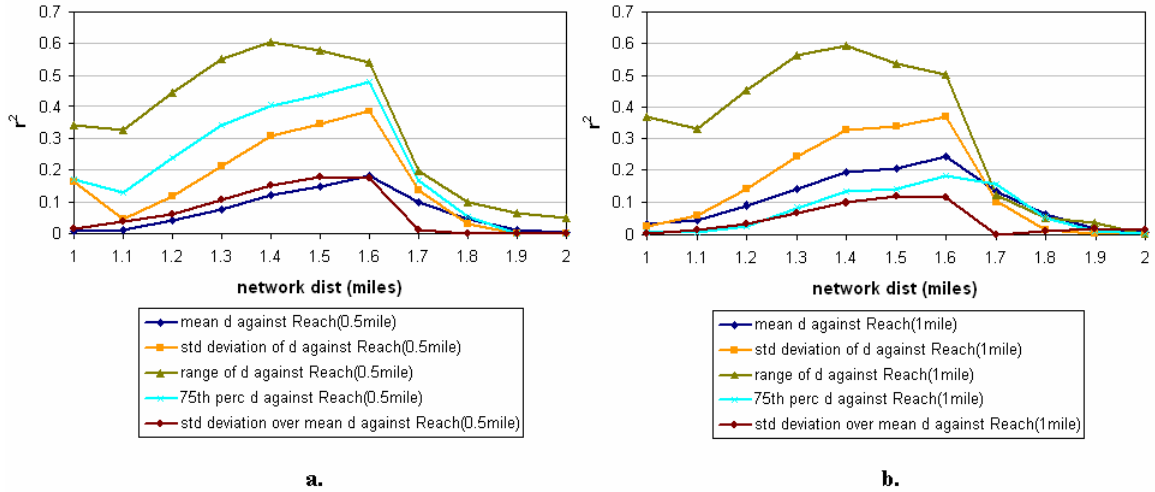 0.7
0.6
0.5
0.4
0.3
0.2
0.1
0
r²
1 1.1 1.2 1.3 1.4 1.5 1.6 1.7 1.8 1.9 2
network dist (miles)
mean d against Reach(0.5mile)
std deviation of d against Reach(0.5mile)
range of d against Reach(0.5mile)
75th perc d against Reach(0.5mile)
std deviation over mean d against Reach(0.5mile)
a.
0.7
0.6
0.5
0.4
0.3
0.2
0.1
0
r²
1 1.1 1.2 1.3 1.4 1.5 1.6 1.7 1.8 1.9 2
network dist (miles)
mean d against Reach(1mile)
std deviation of d against Reach(1mile)
range of d against Reach(1mile)
75th perc d against Reach(1mile)
std deviation over mean d against Reach(1mile)
b.